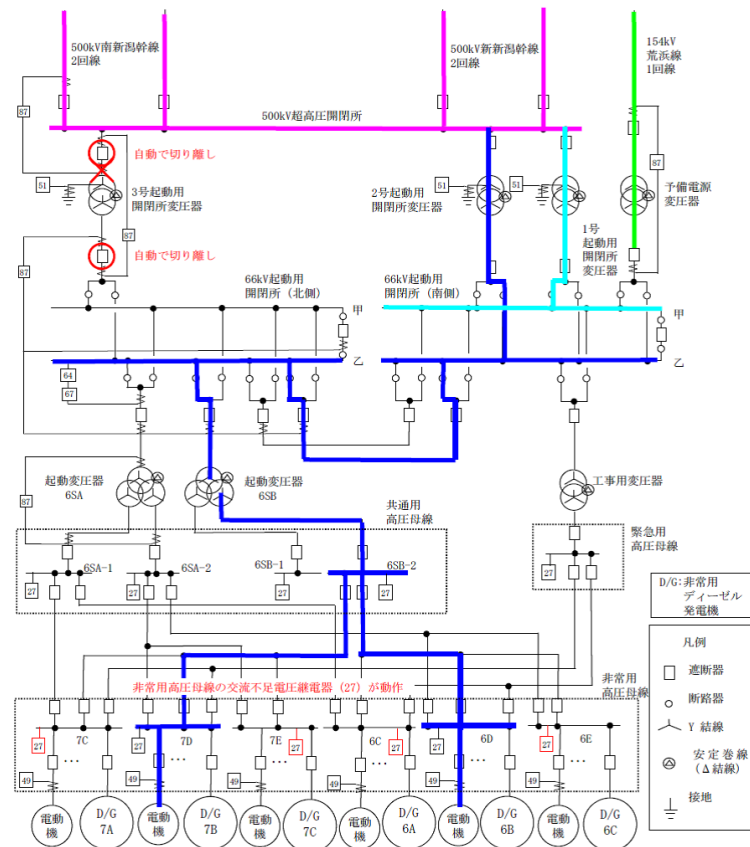 500kV南新潟幹線
2回線
500kV新新潟幹線
2回線
154kV
荒浜線
1回線
87
500kV超高圧開閉所
自動で切り離し
87
51
3号起動用
開閉所変圧器
51
2号起動用
開閉所変圧器
51
予備電源
変圧器
87
自動で切り離し
87
1号
起動用
開閉所
変圧器
66kV起動用
開閉所（北側）
66kV起動用
開閉所（南側）
甲
甲
乙
乙
64
67
起動変圧器
6SA
起動変圧器
6SB
工事用変圧器
87
共通用
高圧母線
緊急用
高圧母線
6SA-1
6SA-2
6SB-1
6SB-2
27
27
27
27
27
D/G:非常用
ディーゼル
発電機
凡例
遮断器
断路器
Y 結線
安定巻線
(Δ結線)
接地
非常用高圧母線の交流不足電圧継電器（27）が動作
非常用
高圧母線
7C
7D
7E
6C
6D
6E
27
27
27
27
27
27
…
…
…
…
…
…
49
49
49
49
49
49
電動機
D/G
7A
電動機
D/G
7B
電動機
D/G
7C
電動機
D/G
6A
電動機
D/G
6B
電動機
D/G
6C